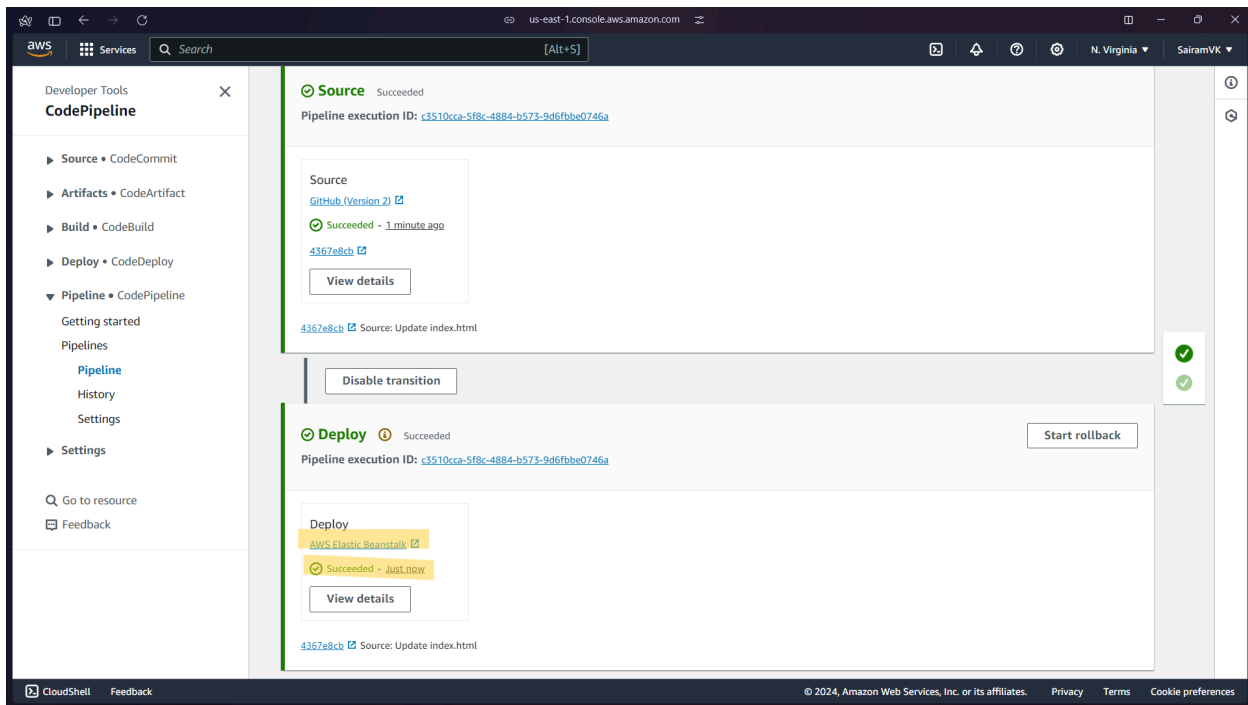 us-east-1.console.aws.amazon.com
aws Services Search [Alt+S] N. Virginia ▼ SairamVK ▼
Developer Tools
CodePipeline
Source • CodeCommit
Artifacts • CodeArtifact
Build • CodeBuild
Deploy • CodeDeploy
Pipeline • CodePipeline
Getting started
Pipelines
Pipeline
History
Settings
Settings
Go to resource
Feedback
Source Succeeded
Pipeline execution ID: c3510cca-5f8c-4884-b573-9d6fbbe0746a
Source
GitHub (Version 2)
Succeeded - 1 minute ago
4367e8cb
View details
4367e8cb Source: Update index.html
Disable transition
Deploy Succeeded
Start rollback
Pipeline execution ID: c3510cca-5f8c-4884-b573-9d6fbbe0746a
Deploy
AWS Elastic Beanstalk
Succeeded - Just now
View details
4367e8cb Source: Update index.html
CloudShell Feedback © 2024, Amazon Web Services, Inc. or its affiliates. Privacy Terms Cookie preferences